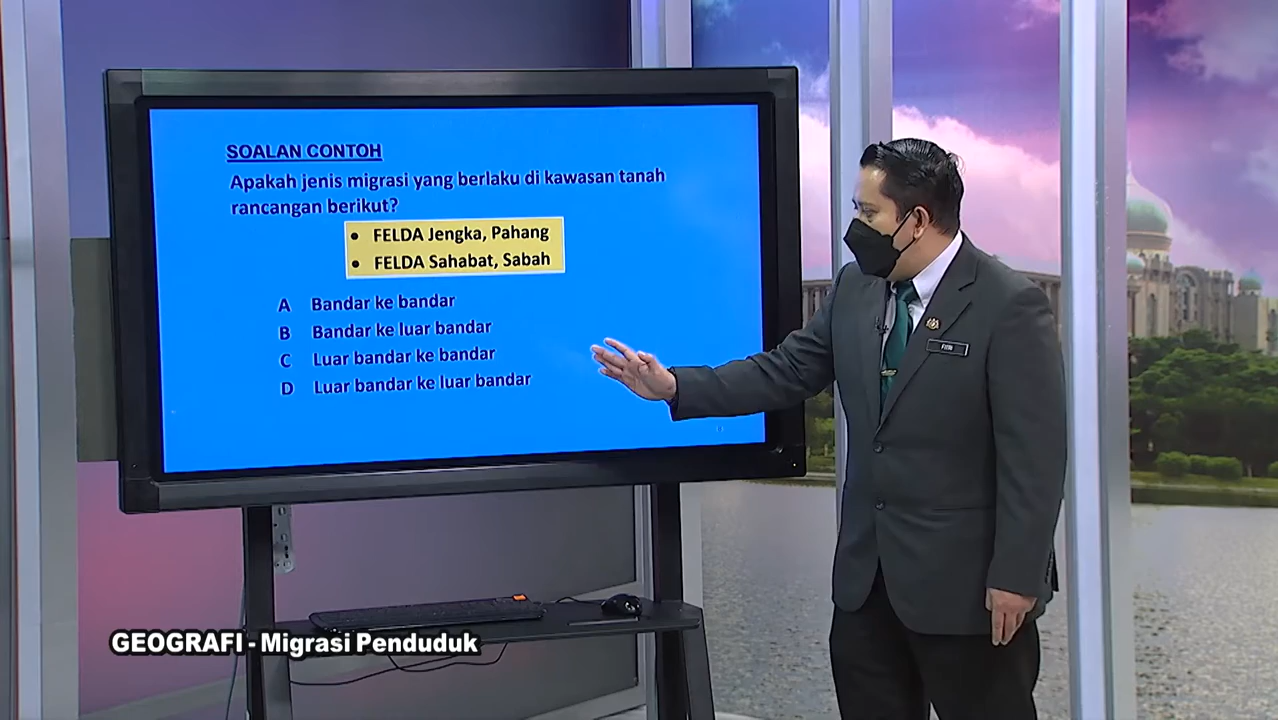 SOALAN CONTOH
Apakah jenis migrasi yang berlaku di kawasan tanah
rancangan berikut?
• FELDA Jengka, Pahang
• FELDA Sahabat, Sabah
A Bandar ke bandar
B Bandar ke luar bandar
C Luar bandar ke bandar
D Luar bandar ke luar bandar
GEOGRAFI - Migrasi Penduduk